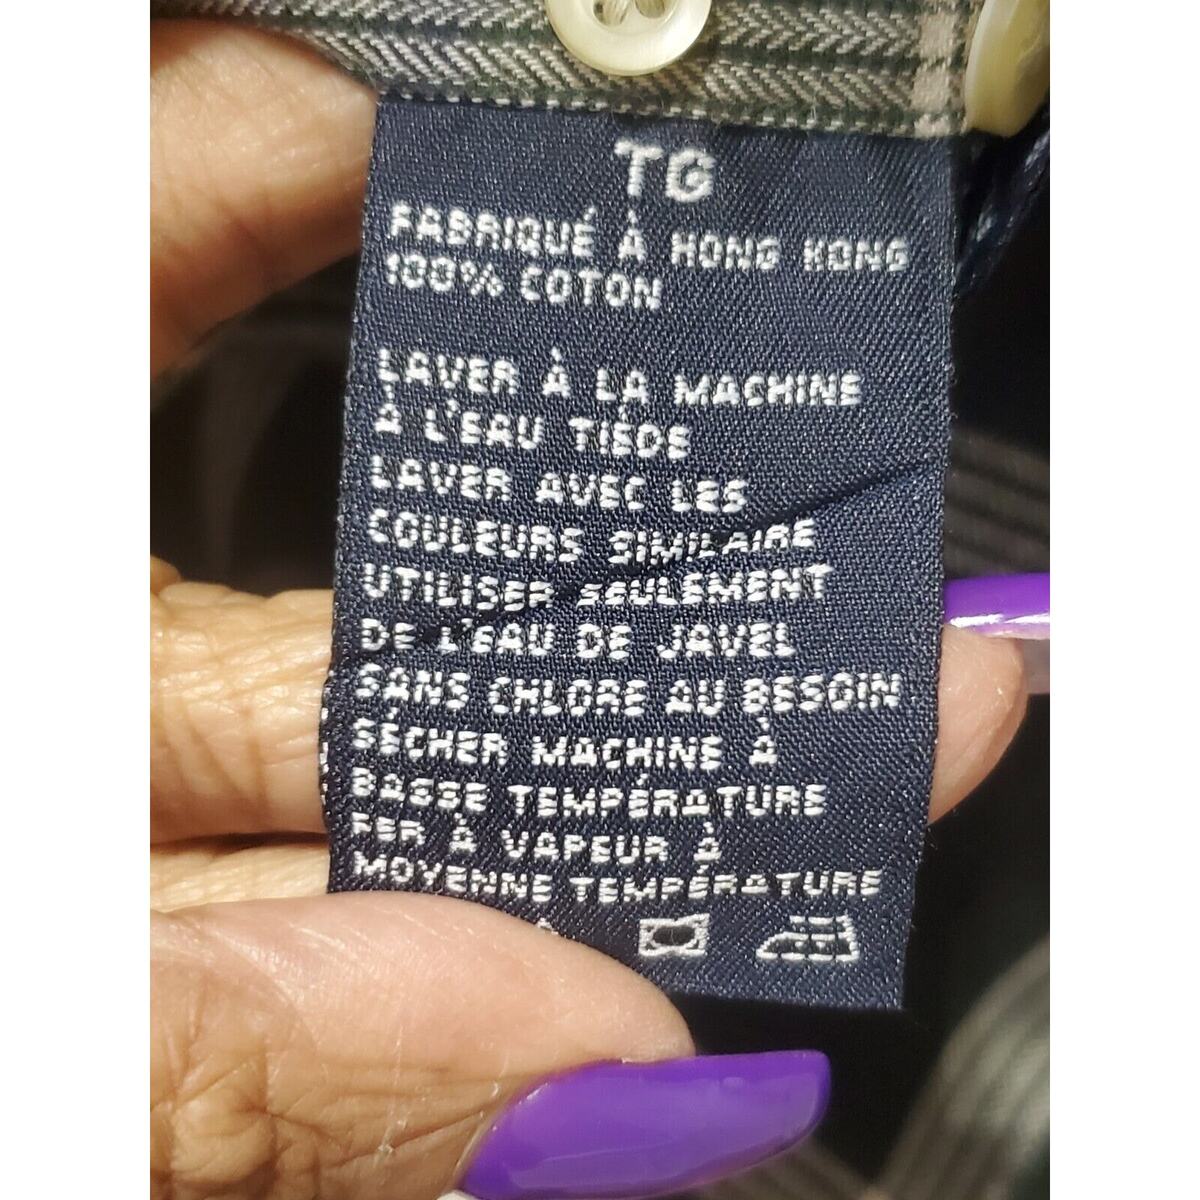 TG
FABRIQUÉ À HONG KONG
100% COTON
LAVER À LA MACHINE
À L'EAU TIÉDE
LAVER AVEC LES
COULEURS SIMILAIRE
UTILISER SEULEMENT
DE L'EAU DE JAVEL
SANS CHLORE AU BESOIN
SÉCHER MACHINE À
BASSE TEMPÉRATURE
FER À VAPEUR À
MOYENNE TEMPÉRATURE